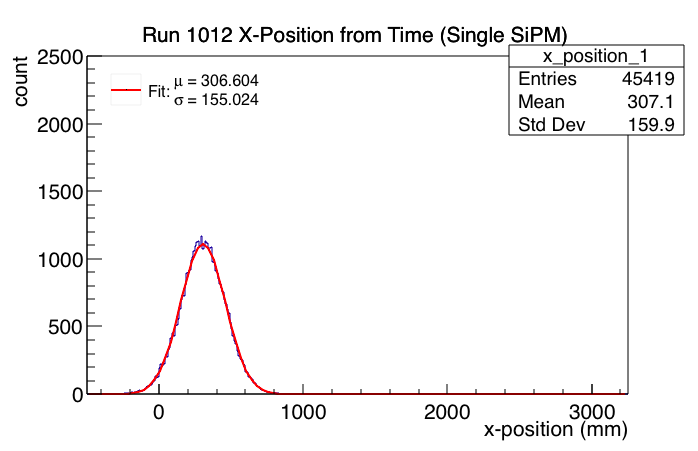 Run 1012 X-Position from Time (Single SiPM)
x_position_1
Entries 45419
Mean 307.1
Std Dev 159.9
Fit: μ = 306.604
σ = 155.024
count
2500
2000
1500
1000
500
0
0 1000 2000 3000
x-position (mm)